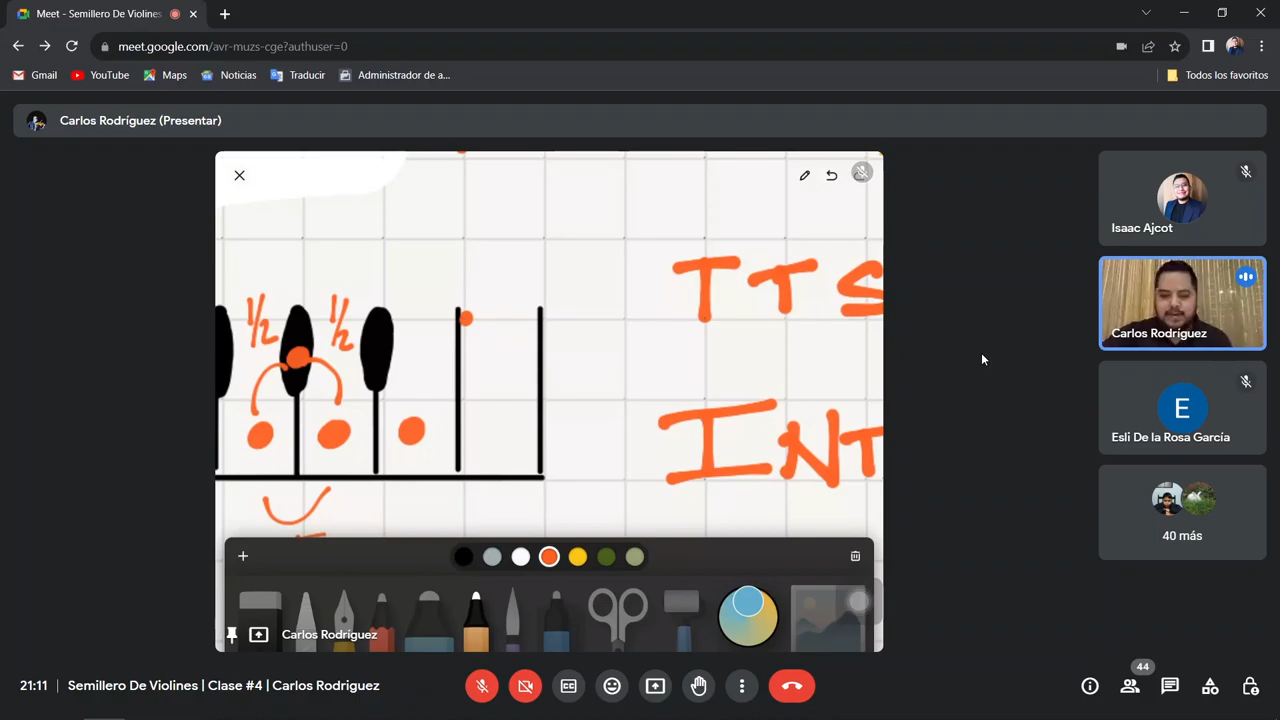 Meet - Semillero De Violines
meet.google.com/avr-muzs-cge?authuser=0
Gmail
YouTube
Maps
Noticias
Traducir
Administrador de a...
Todos los favoritos
Carlos Rodríguez (Presentar)
TTS
1/2 1/2
INT
Carlos Rodríguez
Isaac Ajcot
Carlos Rodríguez
E
Esli De la Rosa García
40 más
21:11 | Semillero De Violines | Clase #4 | Carlos Rodriguez
44